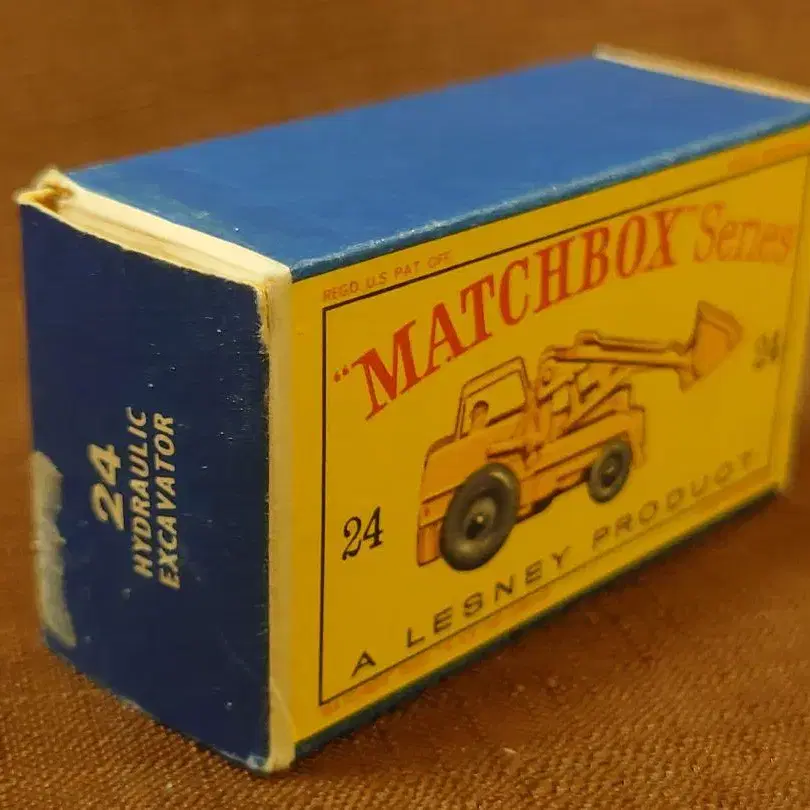 24
HYDRAULIC
EXCAVATOR
REGD. U.S PAT OFF.
"MATCHBOX" Series
24
24
A LESNEY PRODUCT